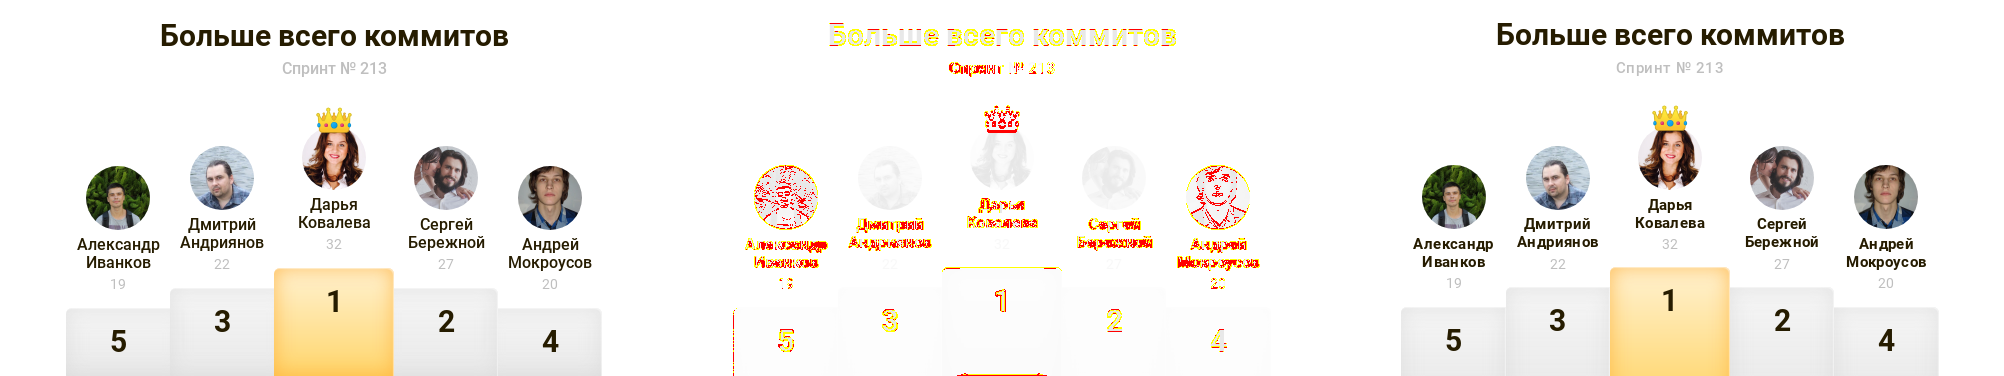 Больше всего коммитов
Спринт № 213
Дарья
Ковалева
32
Дмитрий
Андриянов
22
Сергей
Бережной
27
Александр
Иванков
19
Андрей
Мокроусов
20
1
3
2
5
4
Больше всего коммитов
Спринт № 213
Дарья
Ковалева
Дмитрий
Андриянов
Сергей
Бережной
Александр
Иванков
19
Андрей
Мокроусов
20
1
3
2
5
4
Больше всего коммитов
Спринт № 213
Дарья
Ковалева
32
Дмитрий
Андриянов
22
Сергей
Бережной
27
Александр
Иванков
19
Андрей
Мокроусов
20
1
3
2
5
4